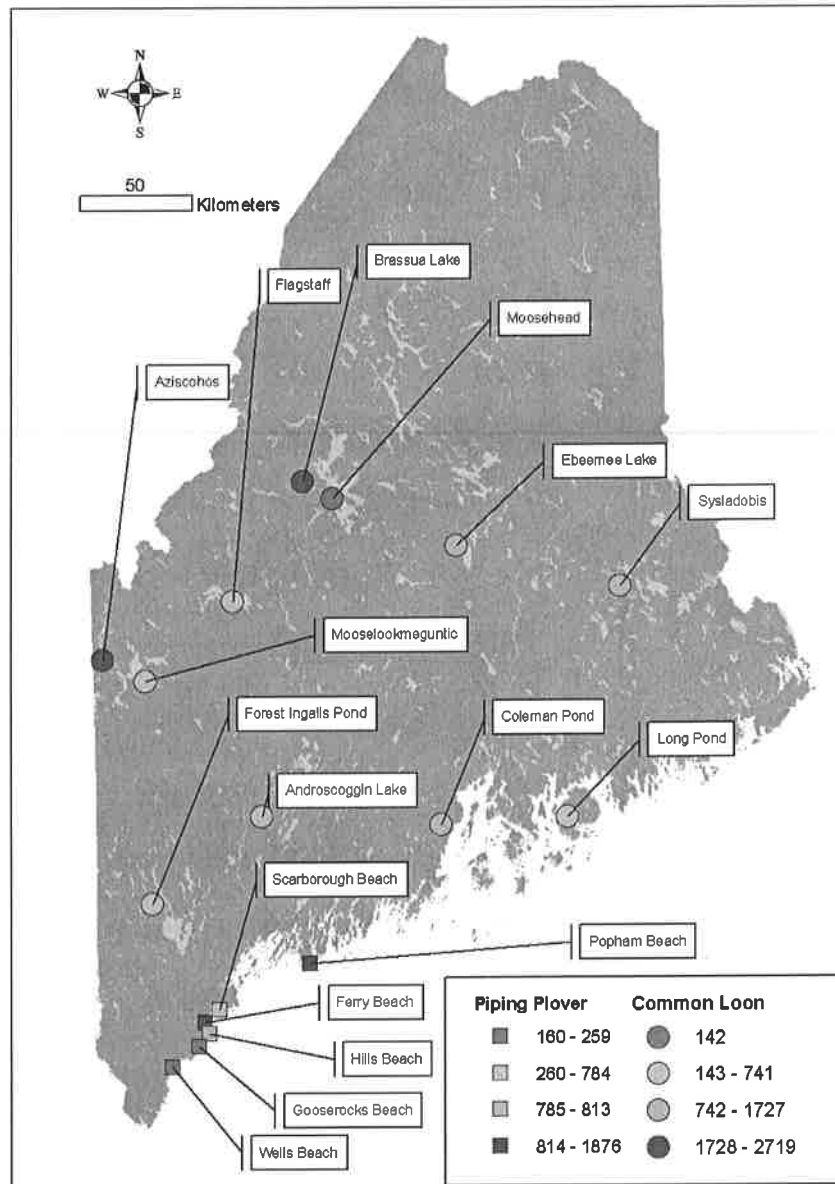 N
W E
S
50
Kilometers
Brassua Lake
Flagstaff
Moosehead
Aziscohos
Ebeemee Lake
Sysladobis
Mooselookmeguntic
Forest Ingalls Pond
Coleman Pond
Long Pond
Androscoggin Lake
Scarborough Beach
Popham Beach
Ferry Beach
Hills Beach
Gooserocks Beach
Wells Beach
Piping Plover Common Loon
160 - 259 142
260 - 784 143 - 741
785 - 813 742 - 1727
814 - 1876 1728 - 2719